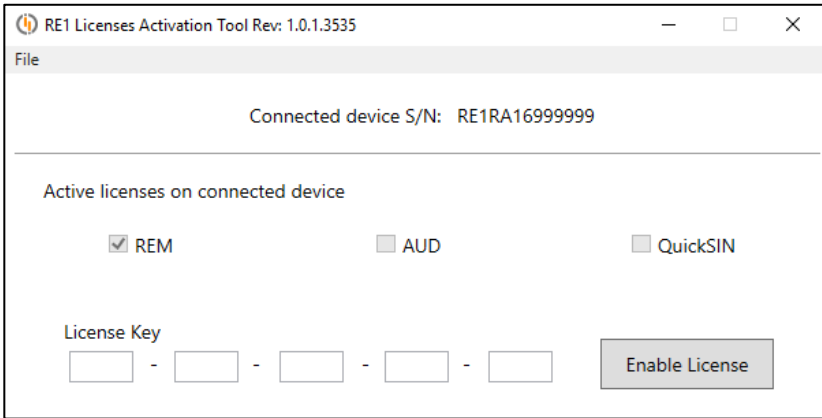 RE1 Licenses Activation Tool Rev: 1.0.1.3535
File
Connected device S/N: RE1RA16999999
Active licenses on connected device
REM AUD QuickSIN
License Key
- - - -
Enable License